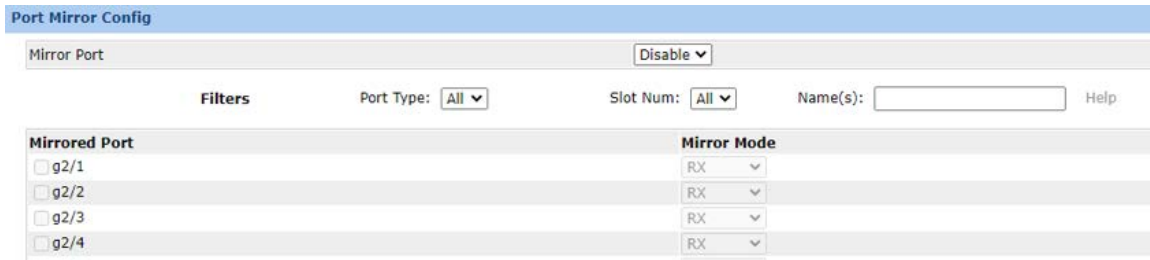 Port Mirror Config
Mirror Port Disable
Filters Port Type: All Slot Num: All Name(s): Help
Mirrored Port Mirror Mode
g2/1 RX
g2/2 RX
g2/3 RX
g2/4 RX